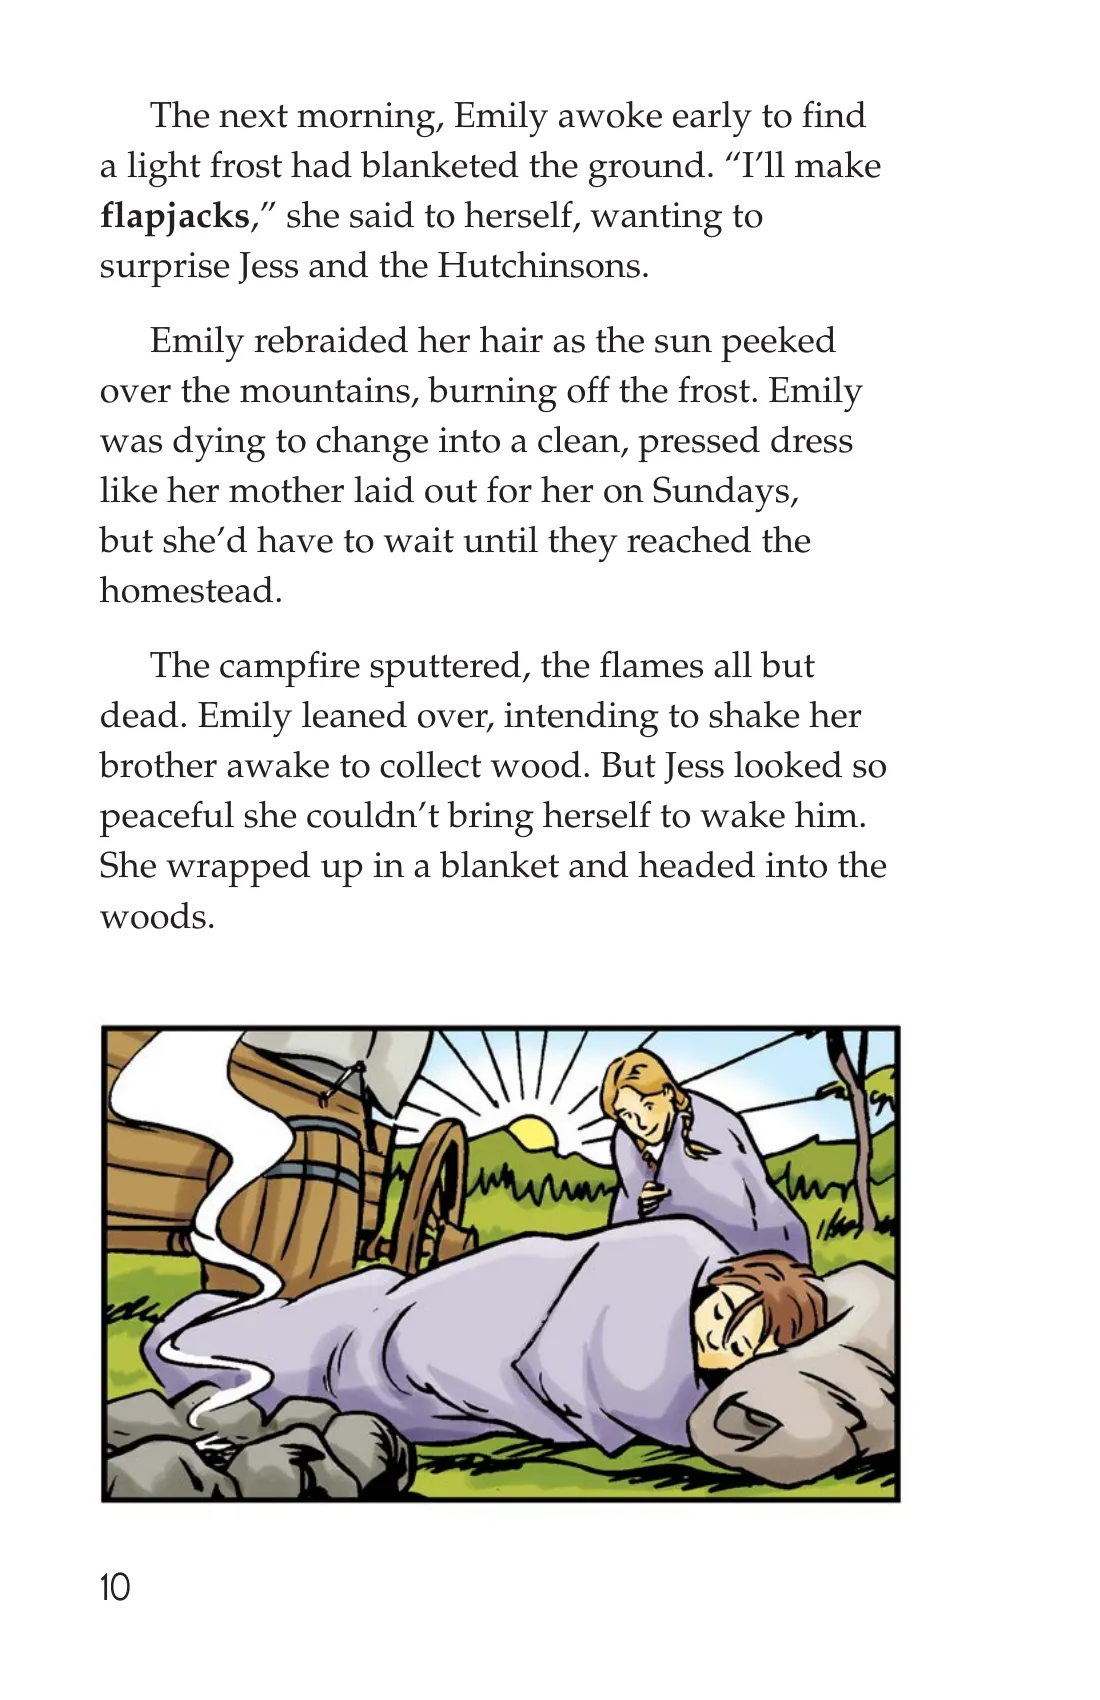 The next morning, Emily awoke early to find
a light frost had blanketed the ground. “I’ll make
flapjacks,” she said to herself, wanting to
surprise Jess and the Hutchinsons.
Emily rebraided her hair as the sun peeked
over the mountains, burning off the frost. Emily
was dying to change into a clean, pressed dress
like her mother laid out for her on Sundays,
but she’d have to wait until they reached the
homestead.
The campfire sputtered, the flames all but
dead. Emily leaned over, intending to shake her
brother awake to collect wood. But Jess looked so
peaceful she couldn’t bring herself to wake him.
She wrapped up in a blanket and headed into the
woods.
10